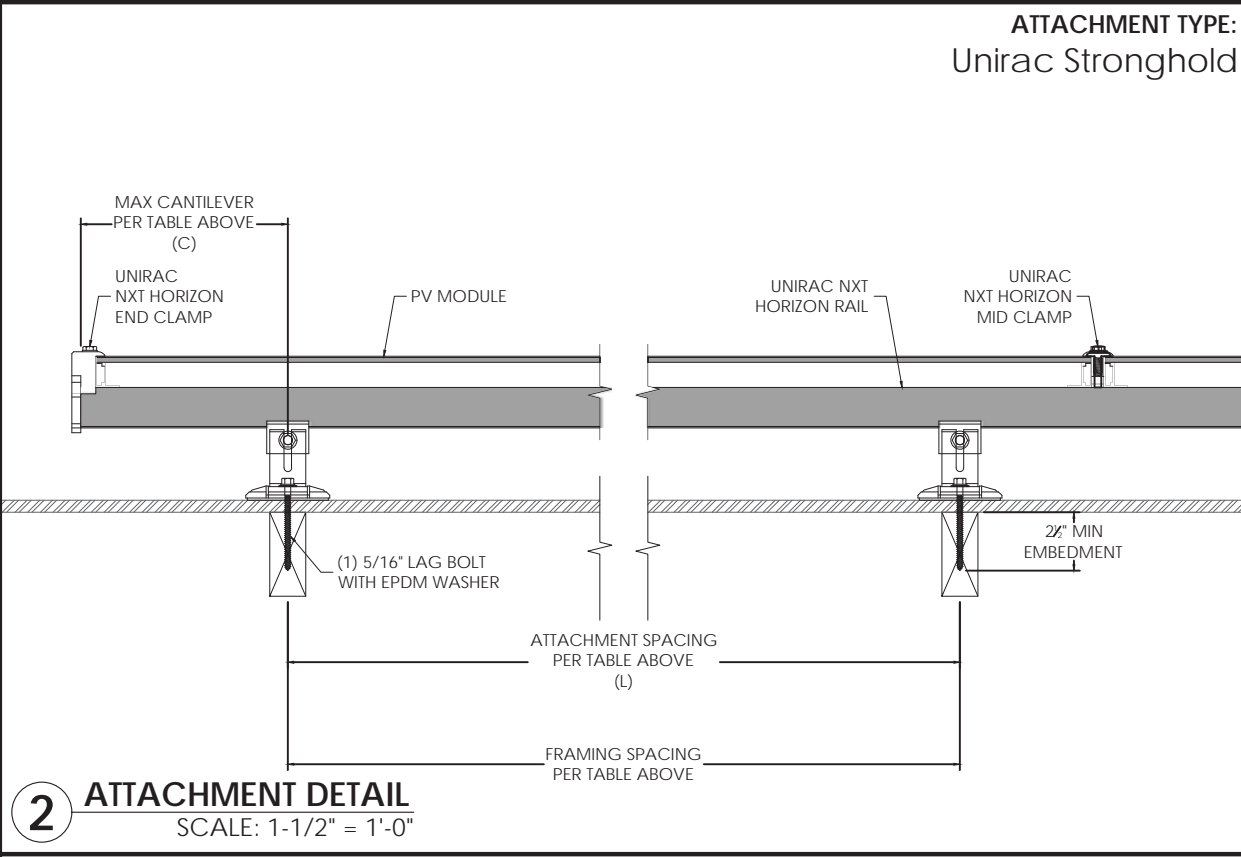 ATTACHMENT TYPE:
Unirac Stronghold
MAX CANTILEVER
PER TABLE ABOVE
(C)
UNIRAC
NXT HORIZON
END CLAMP
PV MODULE
UNIRAC NXT
HORIZON RAIL
UNIRAC
NXT HORIZON
MID CLAMP
(1) 5/16" LAG BOLT
WITH EPDM WASHER
2½" MIN
EMBEDMENT
ATTACHMENT SPACING
PER TABLE ABOVE
(L)
FRAMING SPACING
PER TABLE ABOVE
2
ATTACHMENT DETAIL
SCALE: 1-1/2" = 1'-0"